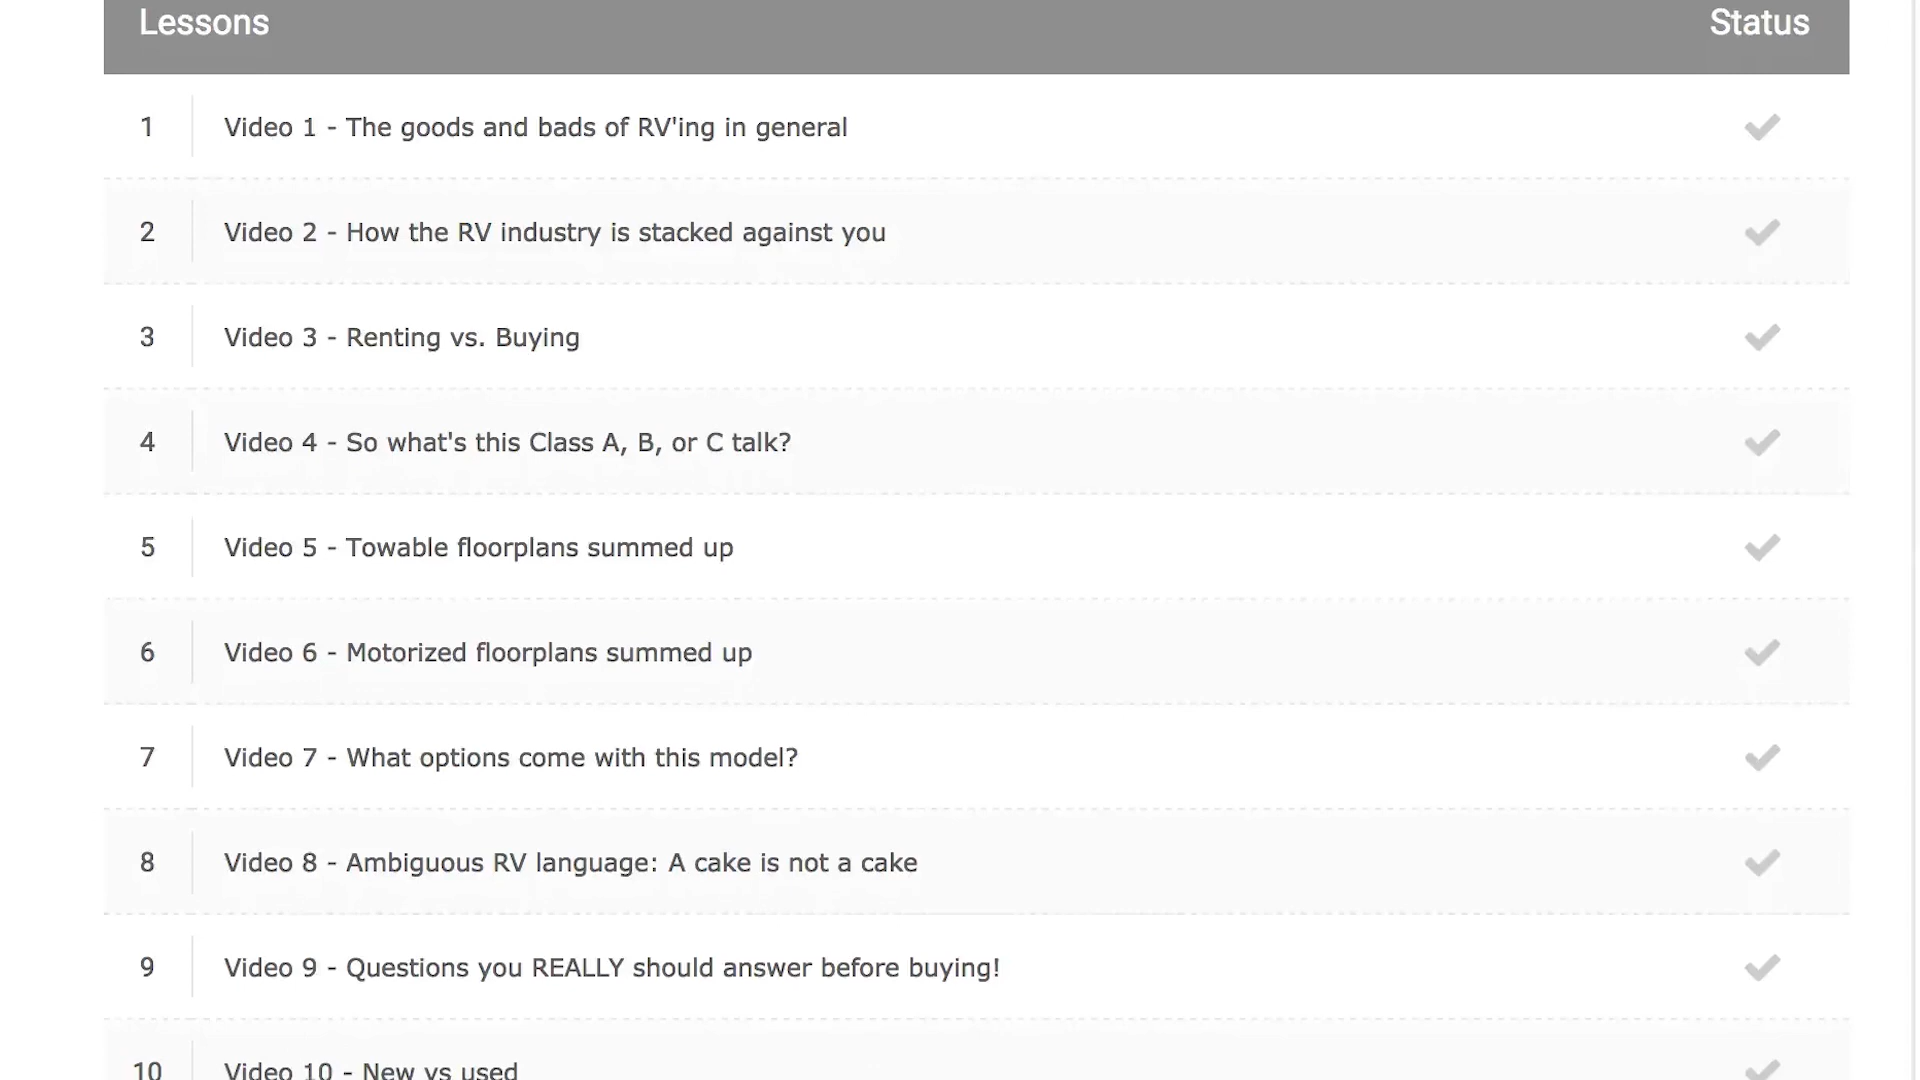 Lessons Status
1 Video 1 - The goods and bads of RV'ing in general
2 Video 2 - How the RV industry is stacked against you
3 Video 3 - Renting vs. Buying
4 Video 4 - So what's this Class A, B, or C talk?
5 Video 5 - Towable floorplans summed up
6 Video 6 - Motorized floorplans summed up
7 Video 7 - What options come with this model?
8 Video 8 - Ambiguous RV language: A cake is not a cake
9 Video 9 - Questions you REALLY should answer before buying!
10 Video 10 - New vs used